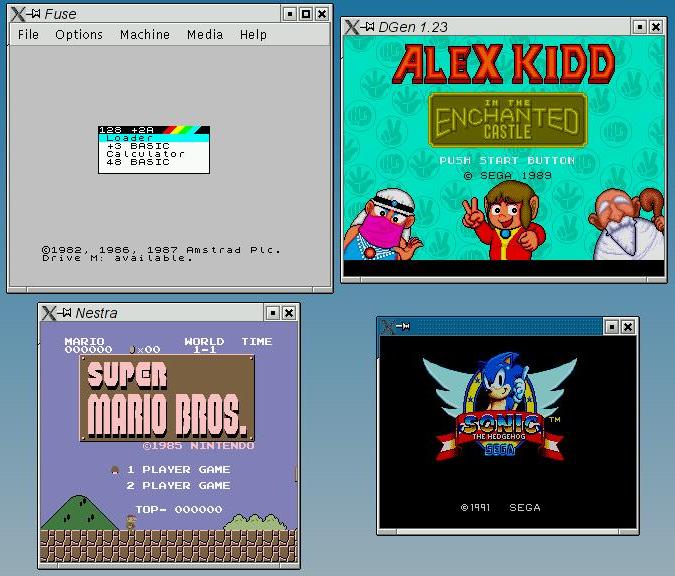 Fuse
File Options Machine Media Help
128 +2A
Loader
+3 BASIC
Calculator
48 BASIC
©1982, 1986, 1987 Amstrad Plc.
Drive M: available.
DGen 1.23
ALEX KIDD
IN THE
ENCHANTED
CASTLE
PUSH START BUTTON
© SEGA 1989
Nestra
MARIO WORLD TIME
000000 x00 1-1
SUPER
MARIO BROS.
©1985 NINTENDO
1 PLAYER GAME
2 PLAYER GAME
TOP- 000000
SONIC TM
THE HEDGEHOG
SEGA
©1991 SEGA